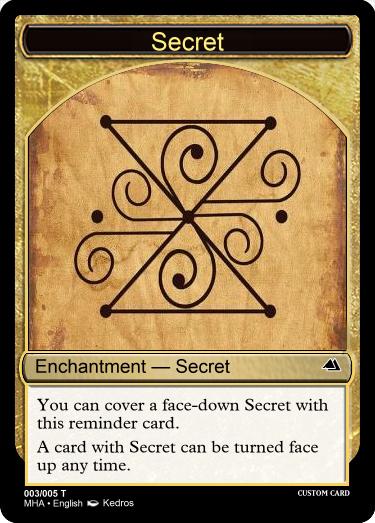 Secret
Enchantment — Secret
You can cover a face-down Secret with
this reminder card.
A card with Secret can be turned face
up any time.
003/005 T
MHA • English Kedros
CUSTOM CARD